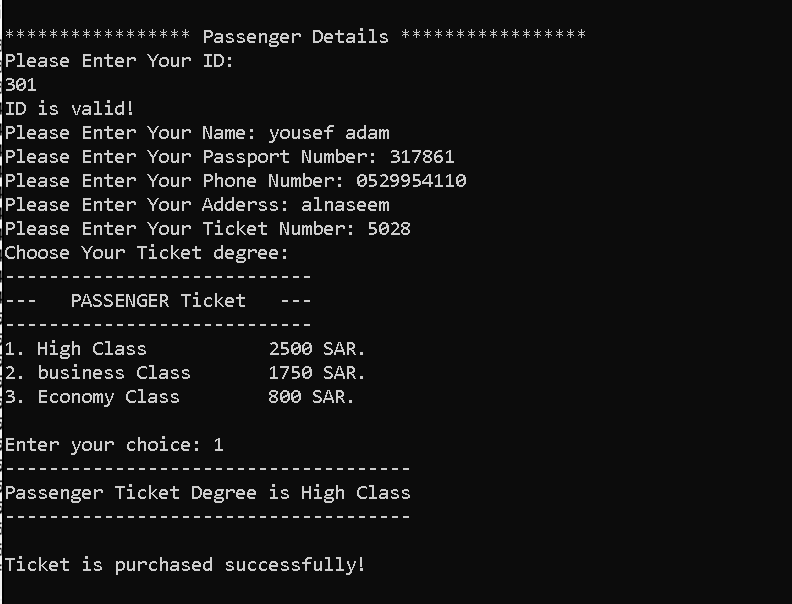 ***************** Passenger Details *****************
Please Enter Your ID:
301
ID is valid!
Please Enter Your Name: yousef adam
Please Enter Your Passport Number: 317861
Please Enter Your Phone Number: 0529954110
Please Enter Your Adderss: alnaseem
Please Enter Your Ticket Number: 5028
Choose Your Ticket degree:
----------------------------
---   PASSENGER Ticket   ---
----------------------------
1. High Class           2500 SAR.
2. business Class       1750 SAR.
3. Economy Class        800 SAR.
Enter your choice: 1
-------------------------------------
Passenger Ticket Degree is High Class
-------------------------------------
Ticket is purchased successfully!